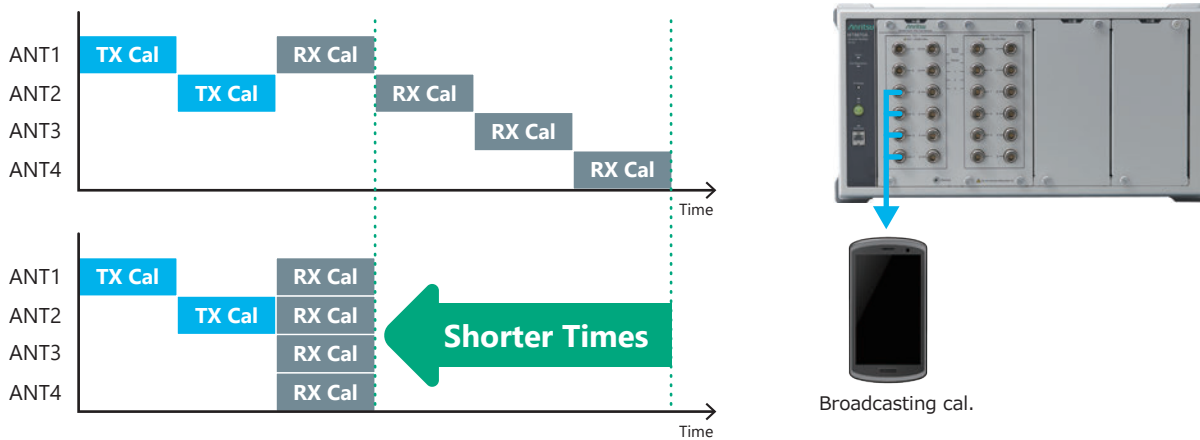 ANT1 TX Cal RX Cal
ANT2 TX Cal RX Cal
ANT3 RX Cal
ANT4 RX Cal
Time
ANT1 TX Cal RX Cal
ANT2 TX Cal RX Cal
ANT3 RX Cal
ANT4 RX Cal
Shorter Times
Time
Anritsu
Broadcasting cal.